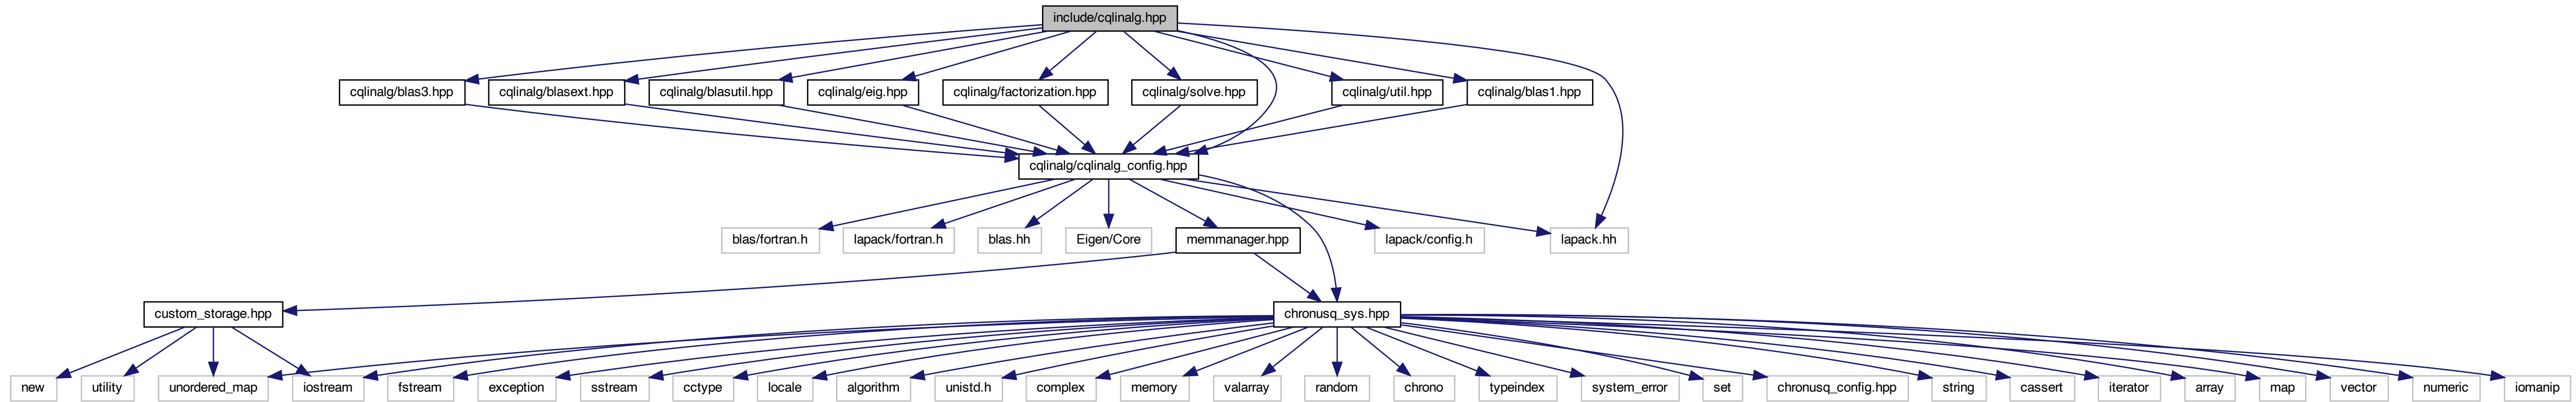 include/cqlinalg.hpp
cqlinalg/blas3.hpp
cqlinalg/blasext.hpp
cqlinalg/blasutil.hpp
cqlinalg/eig.hpp
cqlinalg/factorization.hpp
cqlinalg/solve.hpp
cqlinalg/util.hpp
cqlinalg/blas1.hpp
cqlinalg/cqlinalg_config.hpp
blas/fortran.h
lapack/fortran.h
blas.hh
Eigen/Core
memmanager.hpp
lapack/config.h
lapack.hh
custom_storage.hpp
chronusq_sys.hpp
new
utility
unordered_map
iostream
fstream
exception
sstream
cctype
locale
algorithm
unistd.h
complex
memory
valarray
random
chrono
typeindex
system_error
set
chronusq_config.hpp
string
cassert
iterator
array
map
vector
numeric
iomanip